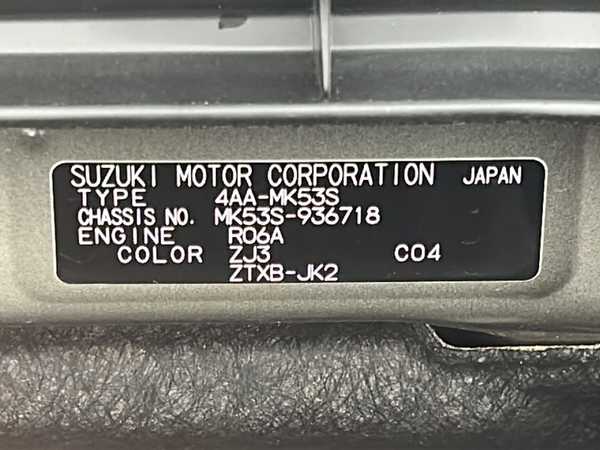 SUZUKI MOTOR CORPORATION JAPAN
TYPE 4AA-MK53S
CHASSIS NO. MK53S-936718
ENGINE R06A
COLOR ZJ3 C04
ZTXB-JK2